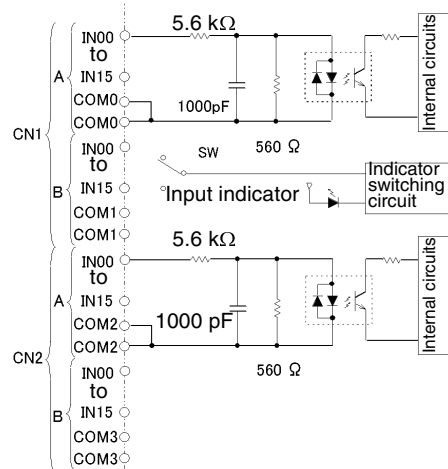 5.6 kΩ
IN00
to
A
IN15
COM0
COM0
1000pF
560 Ω
Internal circuits
CN1
IN00
to
B
IN15
COM1
COM1
SW
Input indicator
Indicator
switching
circuit
5.6 kΩ
IN00
to
A
IN15
COM2
COM2
1000 pF
560 Ω
Internal circuits
CN2
IN00
to
B
IN15
COM3
COM3